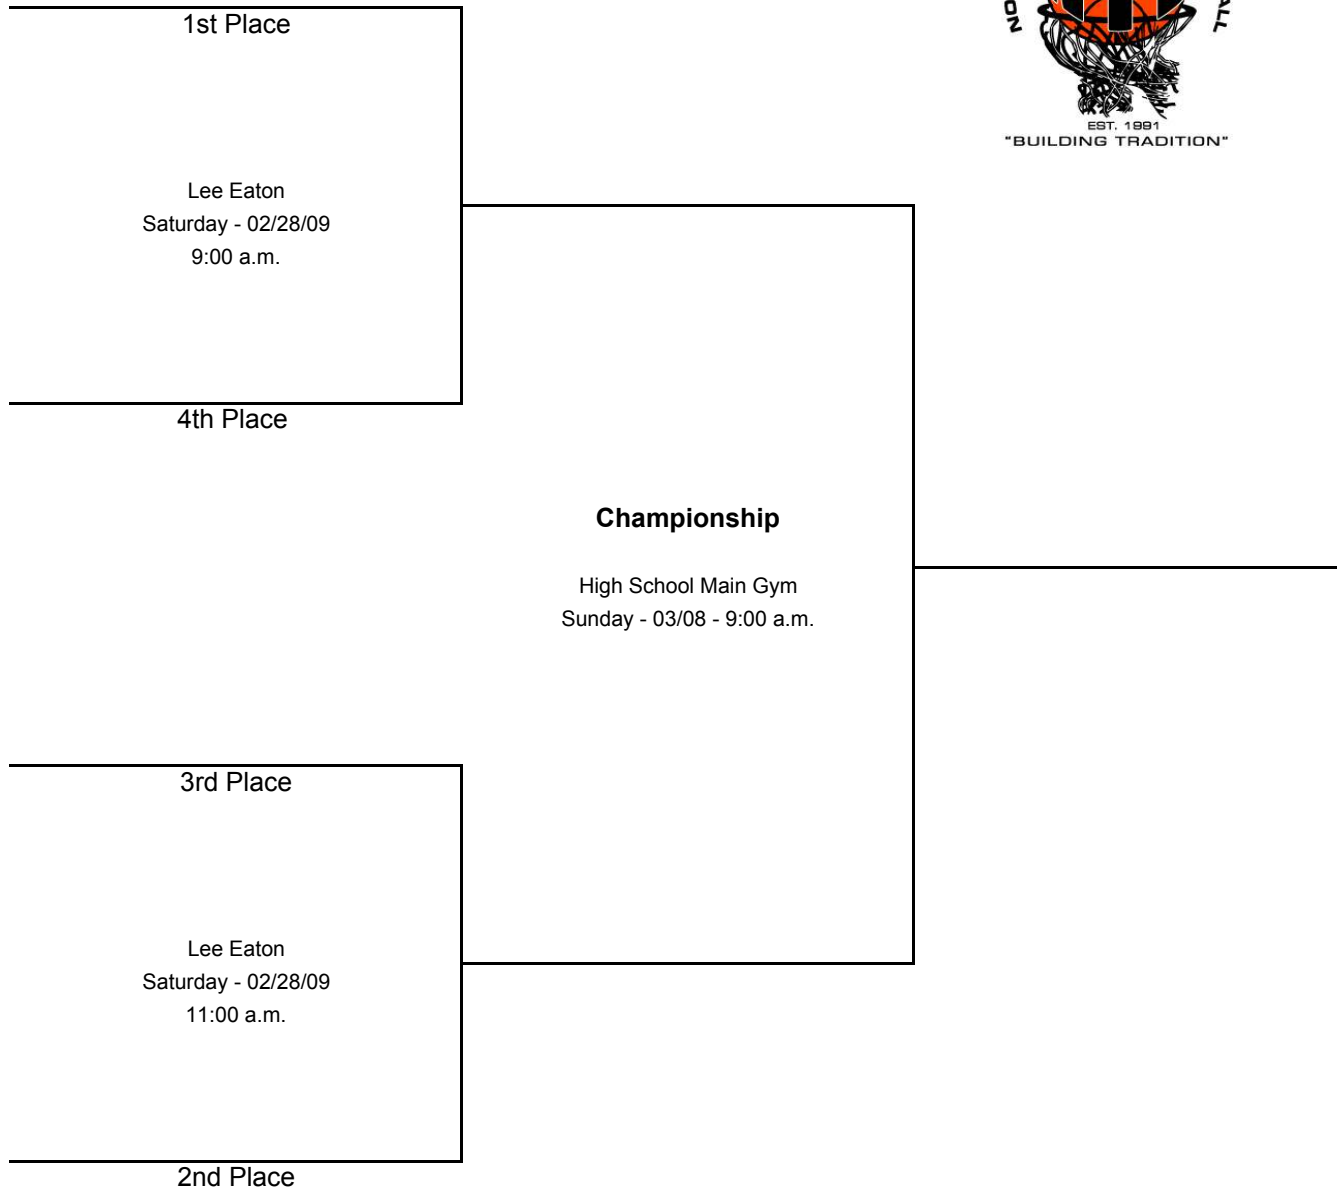 1st Place
ON
ALL
EST. 1991
"BUILDING TRADITION"
Lee Eaton
Saturday - 02/28/09
9:00 a.m.
4th Place
Championship
High School Main Gym
Sunday - 03/08 - 9:00 a.m.
3rd Place
Lee Eaton
Saturday - 02/28/09
11:00 a.m.
2nd Place